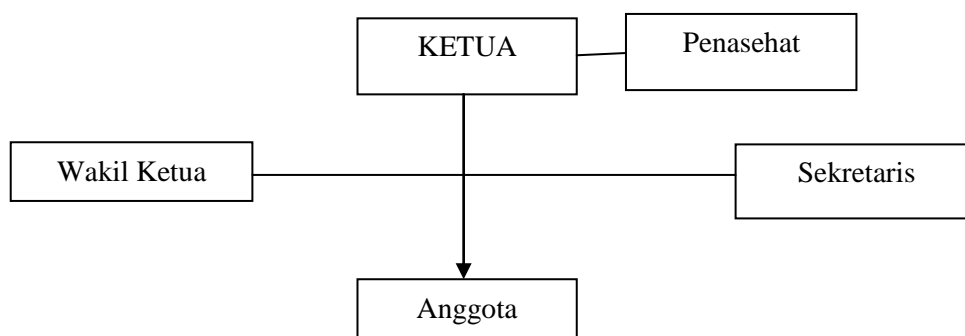 KETUA
Penasehat
Wakil Ketua
Sekretaris
Anggota